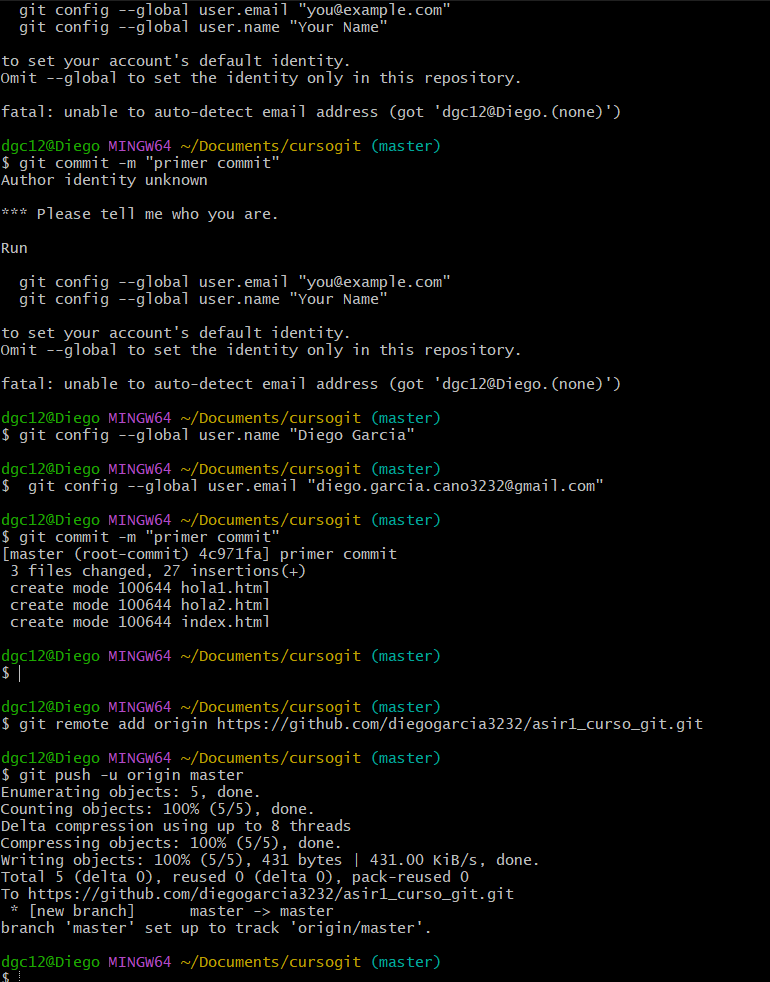 git config --global user.email "you@example.com"
git config --global user.name "Your Name"
to set your account's default identity.
Omit --global to set the identity only in this repository.
fatal: unable to auto-detect email address (got 'dgc12@Diego.(none)')
dgc12@Diego MINGW64 ~/Documents/cursogit (master)
$ git commit -m "primer commit"
Author identity unknown
*** Please tell me who you are.
Run
git config --global user.email "you@example.com"
git config --global user.name "Your Name"
to set your account's default identity.
Omit --global to set the identity only in this repository.
fatal: unable to auto-detect email address (got 'dgc12@Diego.(none)')
dgc12@Diego MINGW64 ~/Documents/cursogit (master)
$ git config --global user.name "Diego Garcia"
dgc12@Diego MINGW64 ~/Documents/cursogit (master)
$  git config --global user.email "diego.garcia.cano3232@gmail.com"
dgc12@Diego MINGW64 ~/Documents/cursogit (master)
$ git commit -m "primer commit"
[master (root-commit) 4c971fa] primer commit
3 files changed, 27 insertions(+)
create mode 100644 hola1.html
create mode 100644 hola2.html
create mode 100644 index.html
dgc12@Diego MINGW64 ~/Documents/cursogit (master)
$
dgc12@Diego MINGW64 ~/Documents/cursogit (master)
$ git remote add origin https://github.com/diegogarcia3232/asir1_curso_git.git
dgc12@Diego MINGW64 ~/Documents/cursogit (master)
$ git push -u origin master
Enumerating objects: 5, done.
Counting objects: 100% (5/5), done.
Delta compression using up to 8 threads
Compressing objects: 100% (5/5), done.
Writing objects: 100% (5/5), 431 bytes | 431.00 KiB/s, done.
Total 5 (delta 0), reused 0 (delta 0), pack-reused 0
To https://github.com/diegogarcia3232/asir1_curso_git.git
* [new branch]      master -> master
branch 'master' set up to track 'origin/master'.
dgc12@Diego MINGW64 ~/Documents/cursogit (master)
$